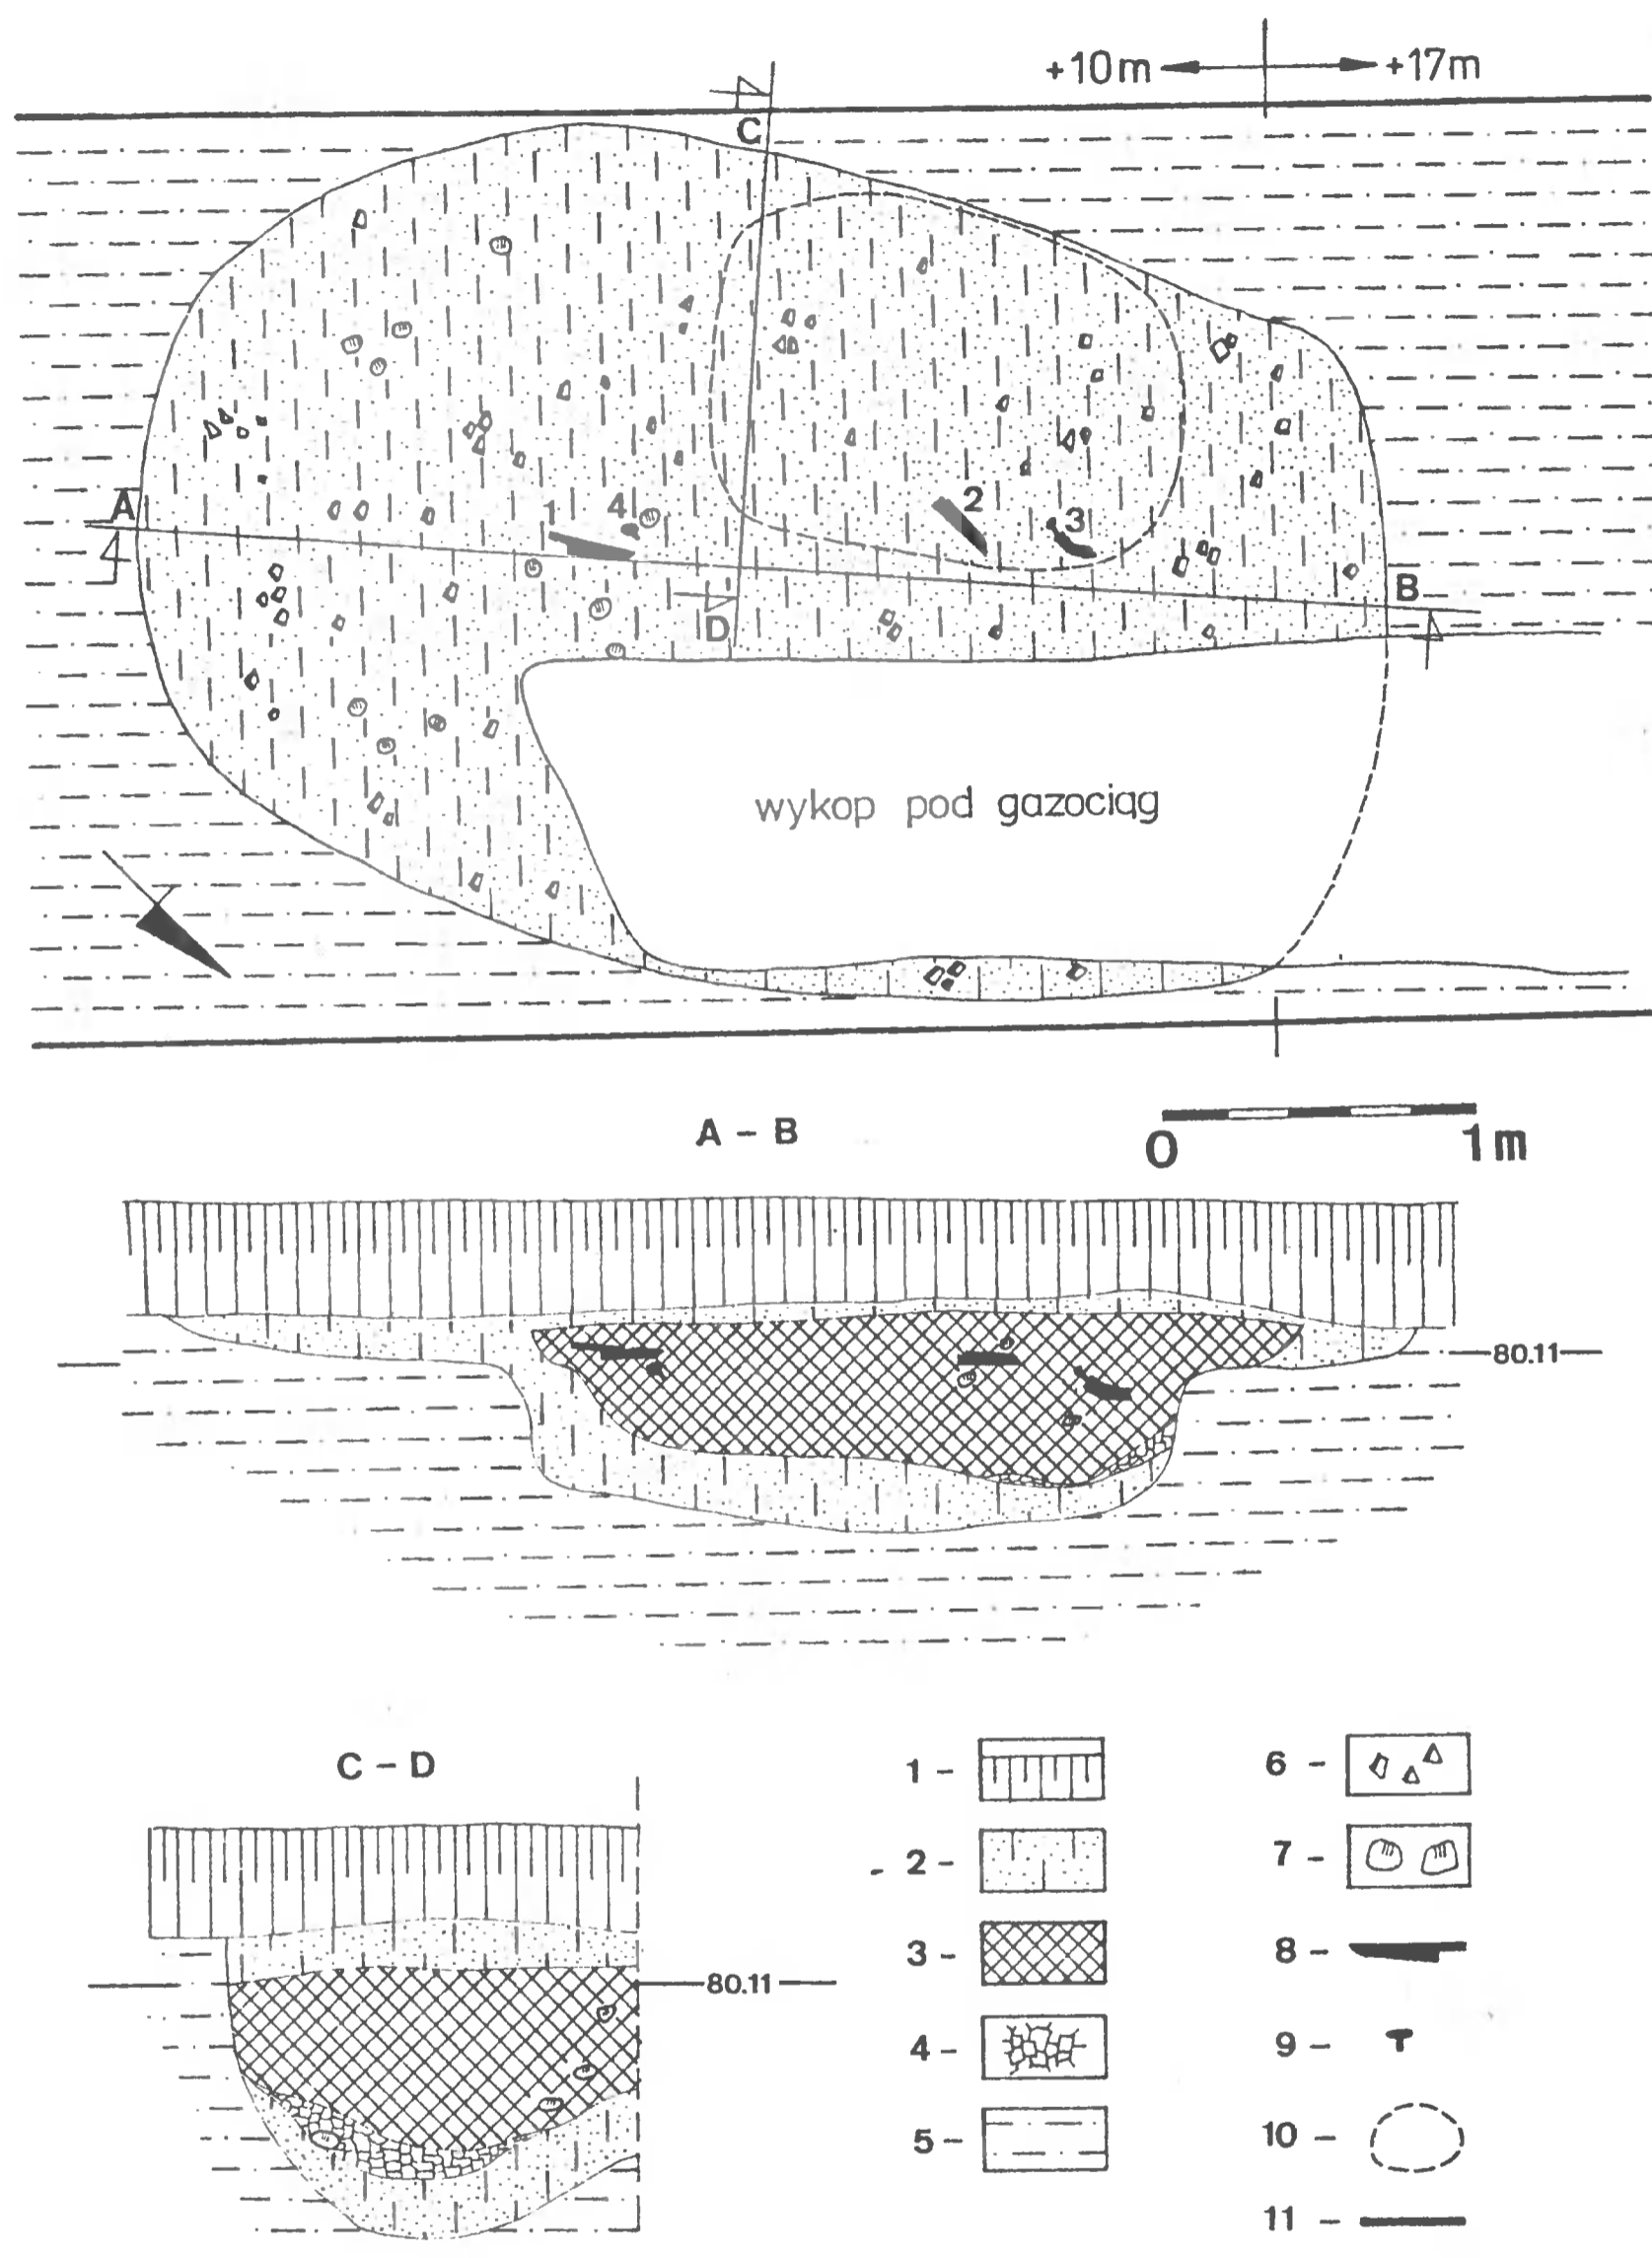 +10m +17m
C
1 4 2 3
A B
D
wykop pod gazociąg
A – B
0 1m
80.11
C – D
80.11
1 –
2 –
3 –
4 –
5 –
6 –
7 –
8 –
9 –
10 –
11 –